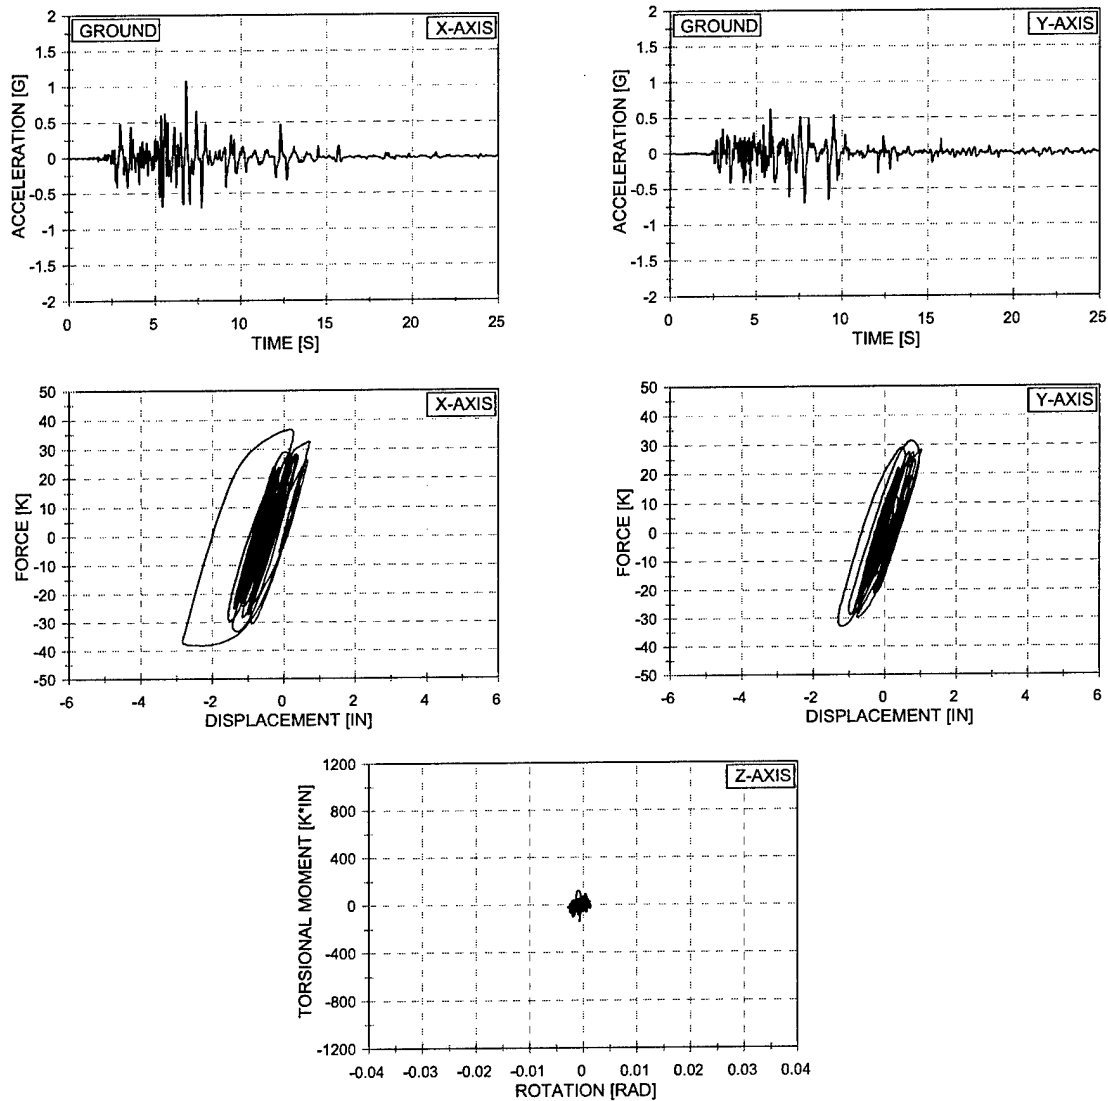 GROUND
X-AXIS
2
1.5
1
0.5
0
-0.5
-1
-1.5
-2
ACCELERATION [G]
0 5 10 15 20 25
TIME [S]
GROUND
Y-AXIS
2
1.5
1
0.5
0
-0.5
-1
-1.5
-2
ACCELERATION [G]
0 5 10 15 20 25
TIME [S]
X-AXIS
50
40
30
20
10
0
-10
-20
-30
-40
-50
FORCE [K]
-6 -4 -2 0 2 4 6
DISPLACEMENT [IN]
Y-AXIS
50
40
30
20
10
0
-10
-20
-30
-40
-50
FORCE [K]
-6 -4 -2 0 2 4 6
DISPLACEMENT [IN]
Z-AXIS
1200
800
400
0
-400
-800
-1200
TORSIONAL MOMENT [K*IN]
-0.04 -0.03 -0.02 -0.01 0 0.01 0.02 0.03 0.04
ROTATION [RAD]